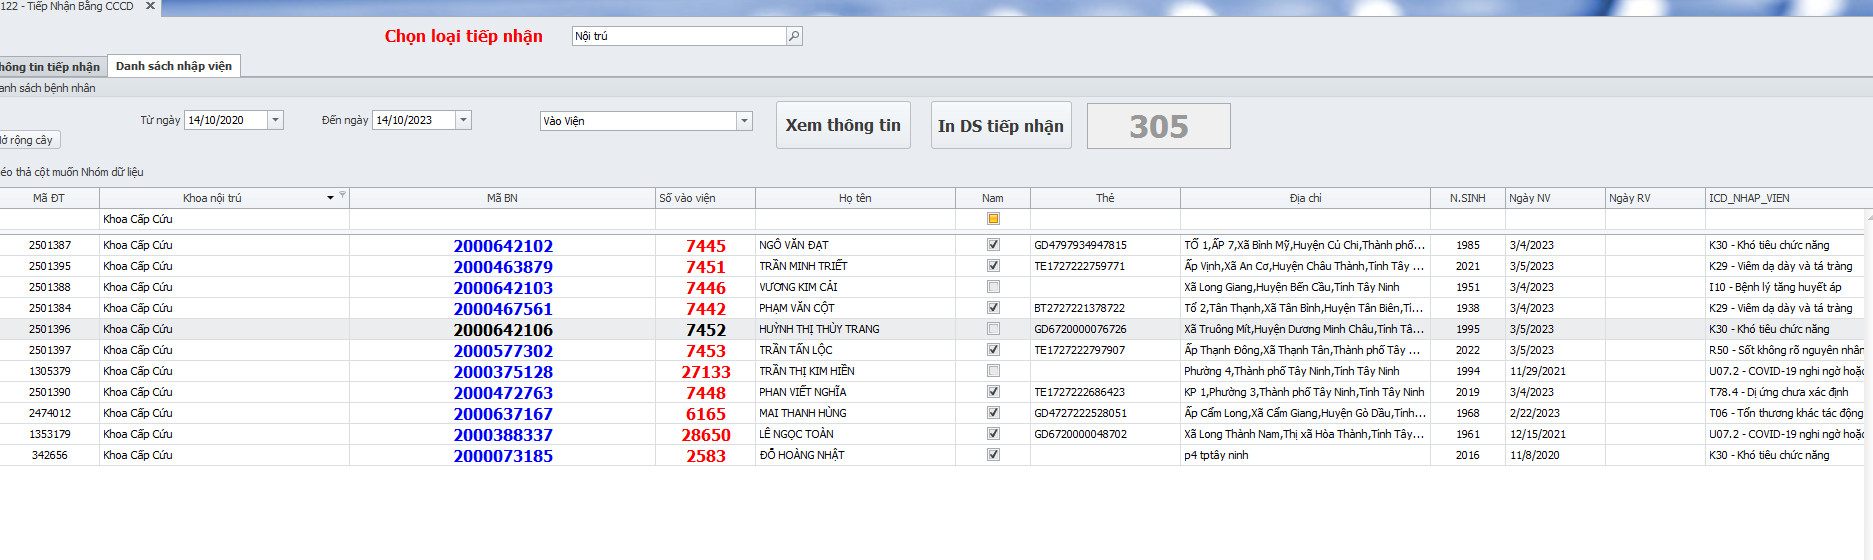 122 - Tiếp Nhận Bằng CCCD
Chọn loại tiếp nhận Nội trú
hông tin tiếp nhận Danh sách nhập viện
anh sách bệnh nhân
Từ ngày 14/10/2020 Đến ngày 14/10/2023 Vào Viện Xem thông tin In DS tiếp nhận 305
ở rộng cây
éo thả cột muốn Nhóm dữ liệu
Mã ĐT Khoa nội trú Mã BN Số vào viện Họ tên Nam Thẻ Địa chỉ N.SINH Ngày NV Ngày RV ICD_NHAP_VIEN
Khoa Cấp Cứu
2501387 Khoa Cấp Cứu 2000642102 7445 NGÔ VĂN ĐẠT GD4797934947815 TỔ 1,ẤP 7,Xã Bình Mỹ,Huyện Củ Chi,Thành phố... 1985 3/4/2023 K30 - Khó tiêu chức năng
2501395 Khoa Cấp Cứu 2000463879 7451 TRẦN MINH TRIẾT TE1727222759771 Ấp Vịnh,Xã An Cơ,Huyện Châu Thành,Tỉnh Tây ... 2021 3/5/2023 K29 - Viêm dạ dày và tá tràng
2501388 Khoa Cấp Cứu 2000642103 7446 VƯƠNG KIM CẢI Xã Long Giang,Huyện Bến Cầu,Tỉnh Tây Ninh 1951 3/4/2023 I10 - Bệnh lý tăng huyết áp
2501384 Khoa Cấp Cứu 2000467561 7442 PHẠM VĂN CỘT BT2727221378722 Tổ 2,Tân Thạnh,Xã Tân Bình,Huyện Tân Biên,Tỉ... 1938 3/4/2023 K29 - Viêm dạ dày và tá tràng
2501396 Khoa Cấp Cứu 2000642106 7452 HUỲNH THỊ THÙY TRANG GD6720000076726 Xã Truông Mít,Huyện Dương Minh Châu,Tỉnh Tâ... 1995 3/5/2023 K30 - Khó tiêu chức năng
2501397 Khoa Cấp Cứu 2000577302 7453 TRẦN TẤN LỘC TE1727222797907 Ấp Thạnh Đông,Xã Thạnh Tân,Thành phố Tây ... 2022 3/5/2023 R50 - Sốt không rõ nguyên nhân
1305379 Khoa Cấp Cứu 2000375128 27133 TRẦN THỊ KIM HIỀN Phường 4,Thành phố Tây Ninh,Tỉnh Tây Ninh 1994 11/29/2021 U07.2 - COVID-19 nghi ngờ hoặc
2501390 Khoa Cấp Cứu 2000472763 7448 PHAN VIẾT NGHĨA TE1727222686423 KP 1,Phường 3,Thành phố Tây Ninh,Tỉnh Tây Ninh 2019 3/4/2023 T78.4 - Dị ứng chưa xác định
2474012 Khoa Cấp Cứu 2000637167 6165 MAI THANH HÙNG GD4727222528051 Ấp Cẩm Long,Xã Cẩm Giang,Huyện Gò Dầu,Tỉnh... 1968 2/22/2023 T06 - Tổn thương khác tác động
1353179 Khoa Cấp Cứu 2000388337 28650 LÊ NGỌC TOÀN GD6720000048702 Xã Long Thành Nam,Thị xã Hòa Thành,Tỉnh Tây... 1961 12/15/2021 U07.2 - COVID-19 nghi ngờ hoặc
342656 Khoa Cấp Cứu 2000073185 2583 ĐỖ HOÀNG NHẬT p4 tptây ninh 2016 11/8/2020 K30 - Khó tiêu chức năng